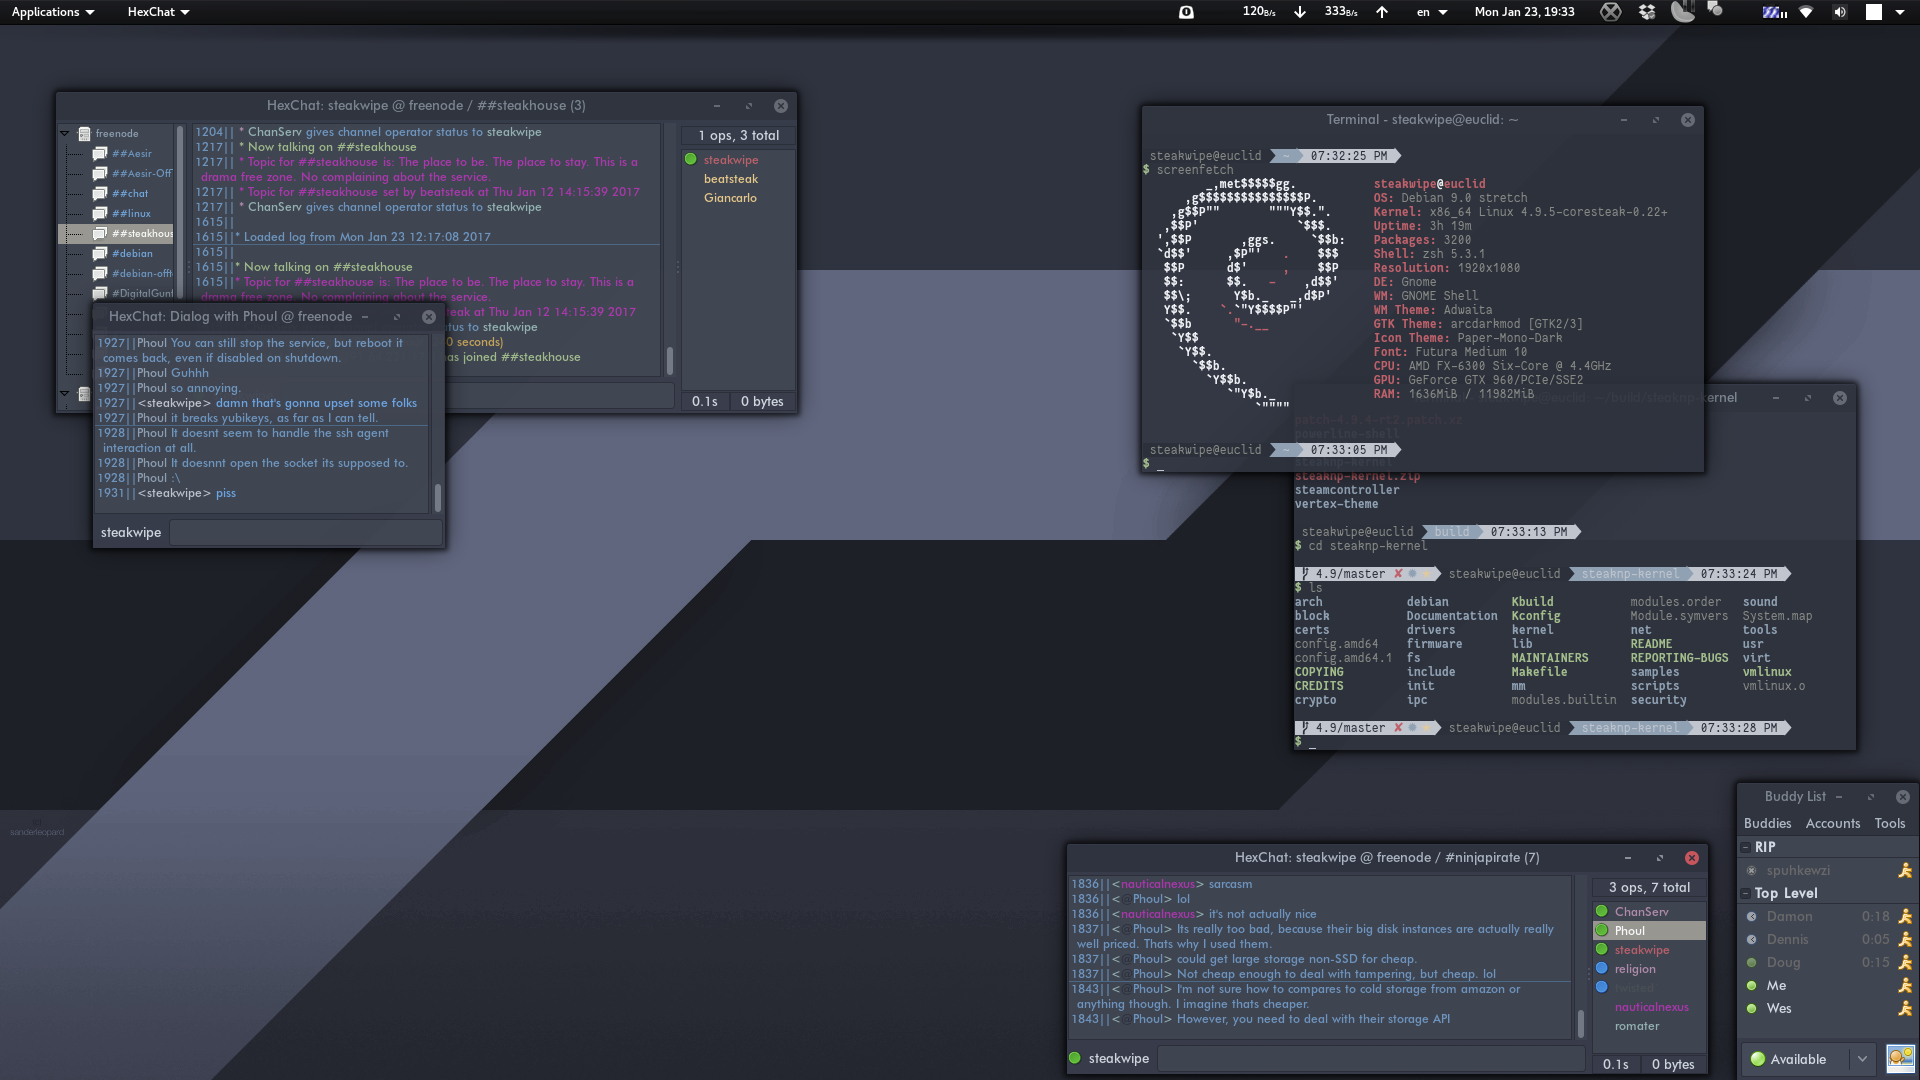 Applications HexChat 120B/s 333B/s en Mon Jan 23, 19:33
HexChat: steakwipe @ freenode / ##steakhouse (3)
freenode
##Aesir
##Aesir-Off
##chat
##linux
##steakhous
#debian
#debian-offt
#DigitalGunf
1204|| * ChanServ gives channel operator status to steakwipe
1217|| * Now talking on ##steakhouse
1217|| * Topic for ##steakhouse is: The place to be. The place to stay. This is a
drama free zone. No complaining about the service.
1217|| * Topic for ##steakhouse set by beatsteak at Thu Jan 12 14:15:39 2017
1217|| * ChanServ gives channel operator status to steakwipe
1615||
1615||* Loaded log from Mon Jan 23 12:17:08 2017
1615||
1615||* Now talking on ##steakhouse
1615||* Topic for ##steakhouse is: The place to be. The place to stay. This is a
drama free zone. No complaining about the service.
steak at Thu Jan 12 14:15:39 2017
status to steakwipe
0 seconds)
has joined ##steakhouse
1 ops, 3 total
steakwipe
beatsteak
Giancarlo
0.1s 0 bytes
HexChat: Dialog with Phoul @ freenode
1927||Phoul You can still stop the service, but reboot it
comes back, even if disabled on shutdown.
1927||Phoul Guhhh
1927||Phoul so annoying.
1927||<steakwipe> damn that's gonna upset some folks
1927||Phoul it breaks yubikeys, as far as I can tell.
1928||Phoul It doesnt seem to handle the ssh agent
interaction at all.
1928||Phoul It doesnnt open the socket its supposed to.
1928||Phoul :\
1931||<steakwipe> piss
steakwipe
Terminal - steakwipe@euclid: ~
steakwipe@euclid ~ 07:32:25 PM
$ screenfetch
steakwipe@euclid
OS: Debian 9.0 stretch
Kernel: x86_64 Linux 4.9.5-coresteak-0.22+
Uptime: 3h 19m
Packages: 3200
Shell: zsh 5.3.1
Resolution: 1920x1080
DE: Gnome
WM: GNOME Shell
WM Theme: Adwaita
GTK Theme: arcdarkmod [GTK2/3]
Icon Theme: Paper-Mono-Dark
Font: Futura Medium 10
CPU: AMD FX-6300 Six-Core @ 4.4GHz
GPU: GeForce GTX 960/PCIe/SSE2
RAM: 1636MiB / 11982MiB
steakwipe@euclid ~ 07:33:05 PM
$ _
~/build/steaknp-kernel
patch-4.9.4-rt2.patch.xz
powerline-shell
steaknp-kernel
steaknp-kernel.zip
steamcontroller
vertex-theme
steakwipe@euclid build 07:33:13 PM
$ cd steaknp-kernel
4.9/master ✘ steakwipe@euclid steaknp-kernel 07:33:24 PM
$ ls
arch debian Kbuild modules.order sound
block Documentation Kconfig Module.symvers System.map
certs drivers kernel net tools
config.amd64 firmware lib README usr
config.amd64.1 fs MAINTAINERS REPORTING-BUGS virt
COPYING include Makefile samples vmlinux
CREDITS init mm scripts vmlinux.o
crypto ipc modules.builtin security
4.9/master ✘ steakwipe@euclid steaknp-kernel 07:33:28 PM
$ _
sanderleopard
HexChat: steakwipe @ freenode / #ninjapirate (7)
1836||<nauticalnexus> sarcasm
1836||<@Phoul> lol
1836||<nauticalnexus> it's not actually nice
1837||<@Phoul> Its really too bad, because their big disk instances are actually really
well priced. Thats why I used them.
1837||<@Phoul> could get large storage non-SSD for cheap.
1837||<@Phoul> Not cheap enough to deal with tampering, but cheap. lol
1843||<@Phoul> I'm not sure how to compares to cold storage from amazon or
anything though. I imagine thats cheaper.
1843||<@Phoul> However, you need to deal with their storage API
steakwipe
3 ops, 7 total
ChanServ
Phoul
steakwipe
religion
nauticalnexus
romater
0.1s 0 bytes
Buddy List
Buddies Accounts Tools
RIP
spuhkewzi
Top Level
Damon 0:18
Dennis 0:05
Doug 0:15
Me
Wes
Available